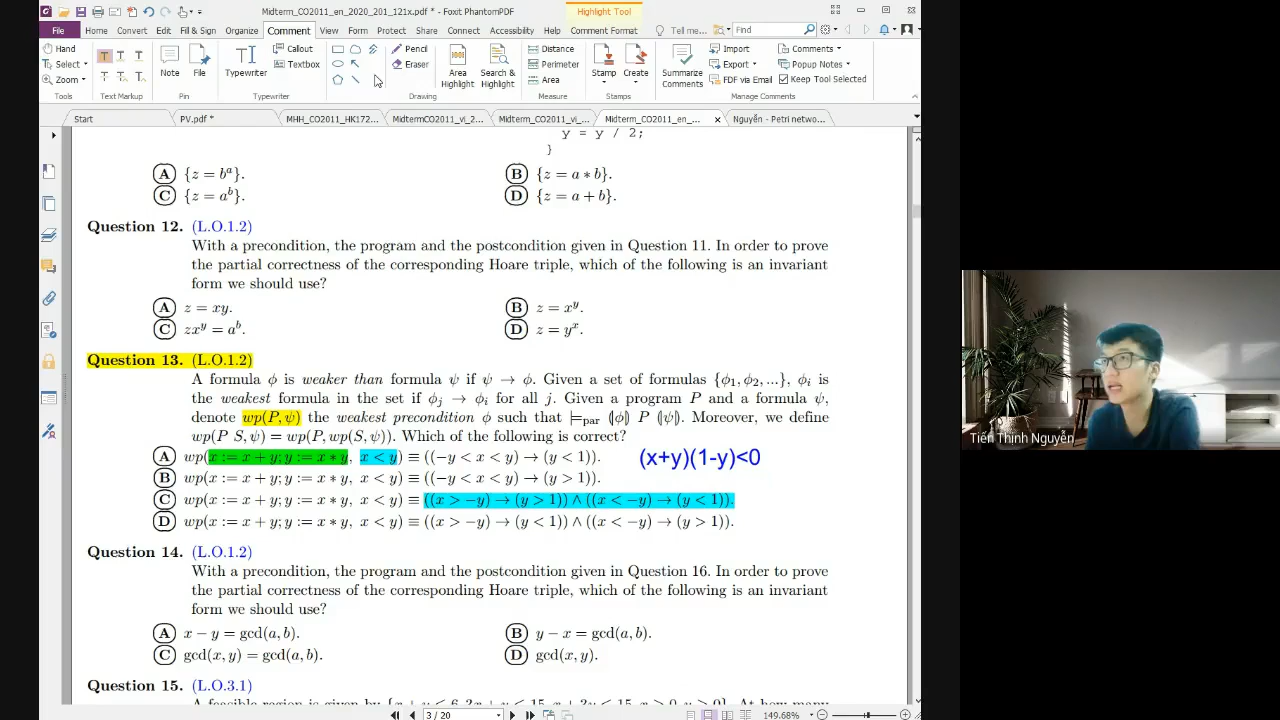 Midterm_CO2011_en_2020_201_121x.pdf * - Foxit PhantomPDF
Highlight Tool
File Home Convert Edit Fill & Sign Organize Comment View Form Protect Share Connect Accessibility Help Comment Format Tell me... Find
Hand Callout Pencil Distance Import Comments
Select Note File Typewriter Textbox Eraser Area Highlight Search & Highlight Perimeter Stamp Create Summarize Comments Export Popup Notes
Zoom Area FDF via Email Keep Tool Selected
Tools Text Markup Pin Typewriter Drawing Measure Stamps Manage Comments
Start PV.pdf * MHH_CO2011_HK172... MidtermCO2011_vi_2... Midterm_CO2011_vi_... Midterm_CO2011_en_... Nguyễn - Petri netwo...
y = y / 2;
}
A {z = bᵃ}. B {z = a ∗ b}.
C {z = aᵇ}. D {z = a + b}.
Question 12. (L.O.1.2)
With a precondition, the program and the postcondition given in Question 11. In order to prove
the partial correctness of the corresponding Hoare triple, which of the following is an invariant
form we should use?
A z = xy. B z = xʸ.
C zxʸ = aᵇ. D z = yˣ.
Question 13. (L.O.1.2)
A formula ϕ is weaker than formula ψ if ψ → ϕ. Given a set of formulas {ϕ₁, ϕ₂, ...}, ϕᵢ is
the weakest formula in the set if ϕⱼ → ϕᵢ for all j. Given a program P and a formula ψ,
denote wp(P, ψ) the weakest precondition ϕ such that ⊨par ⦇ϕ⦈ P ⦇ψ⦈. Moreover, we define
wp(P S, ψ) = wp(P, wp(S, ψ)). Which of the following is correct?
A wp(x := x + y; y := x ∗ y, x < y) ≡ ((−y < x < y) → (y < 1)). (x+y)(1-y)<0
B wp(x := x + y; y := x ∗ y, x < y) ≡ ((−y < x < y) → (y > 1)).
C wp(x := x + y; y := x ∗ y, x < y) ≡ ((x > −y) → (y > 1)) ∧ ((x < −y) → (y < 1)).
D wp(x := x + y; y := x ∗ y, x < y) ≡ ((x > −y) → (y < 1)) ∧ ((x < −y) → (y > 1)).
Question 14. (L.O.1.2)
With a precondition, the program and the postcondition given in Question 16. In order to prove
the partial correctness of the corresponding Hoare triple, which of the following is an invariant
form we should use?
A x − y = gcd(a, b). B y − x = gcd(a, b).
C gcd(x, y) = gcd(a, b). D gcd(x, y).
Question 15. (L.O.3.1)
3 / 20 149.68%
Tiến Thịnh Nguyễn